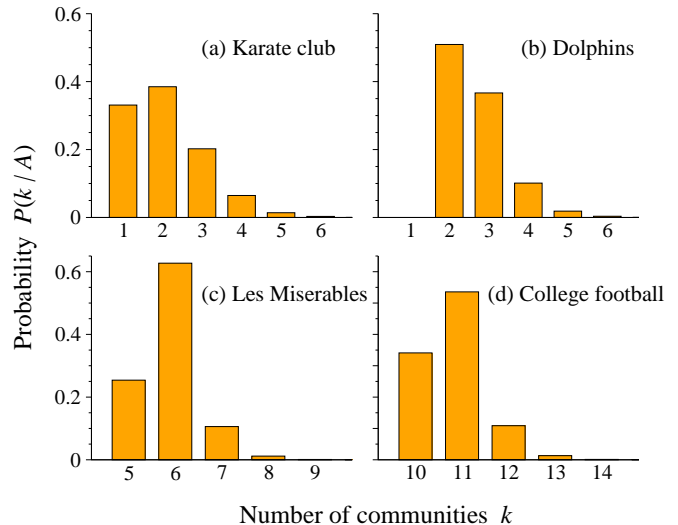 0.6
0.4
0.2
0
(a) Karate club
1 2 3 4 5 6
(b) Dolphins
1 2 3 4 5 6
Probability P(k / A)
0.6
0.4
0.2
0
(c) Les Miserables
5 6 7 8 9
(d) College football
10 11 12 13 14
Number of communities k